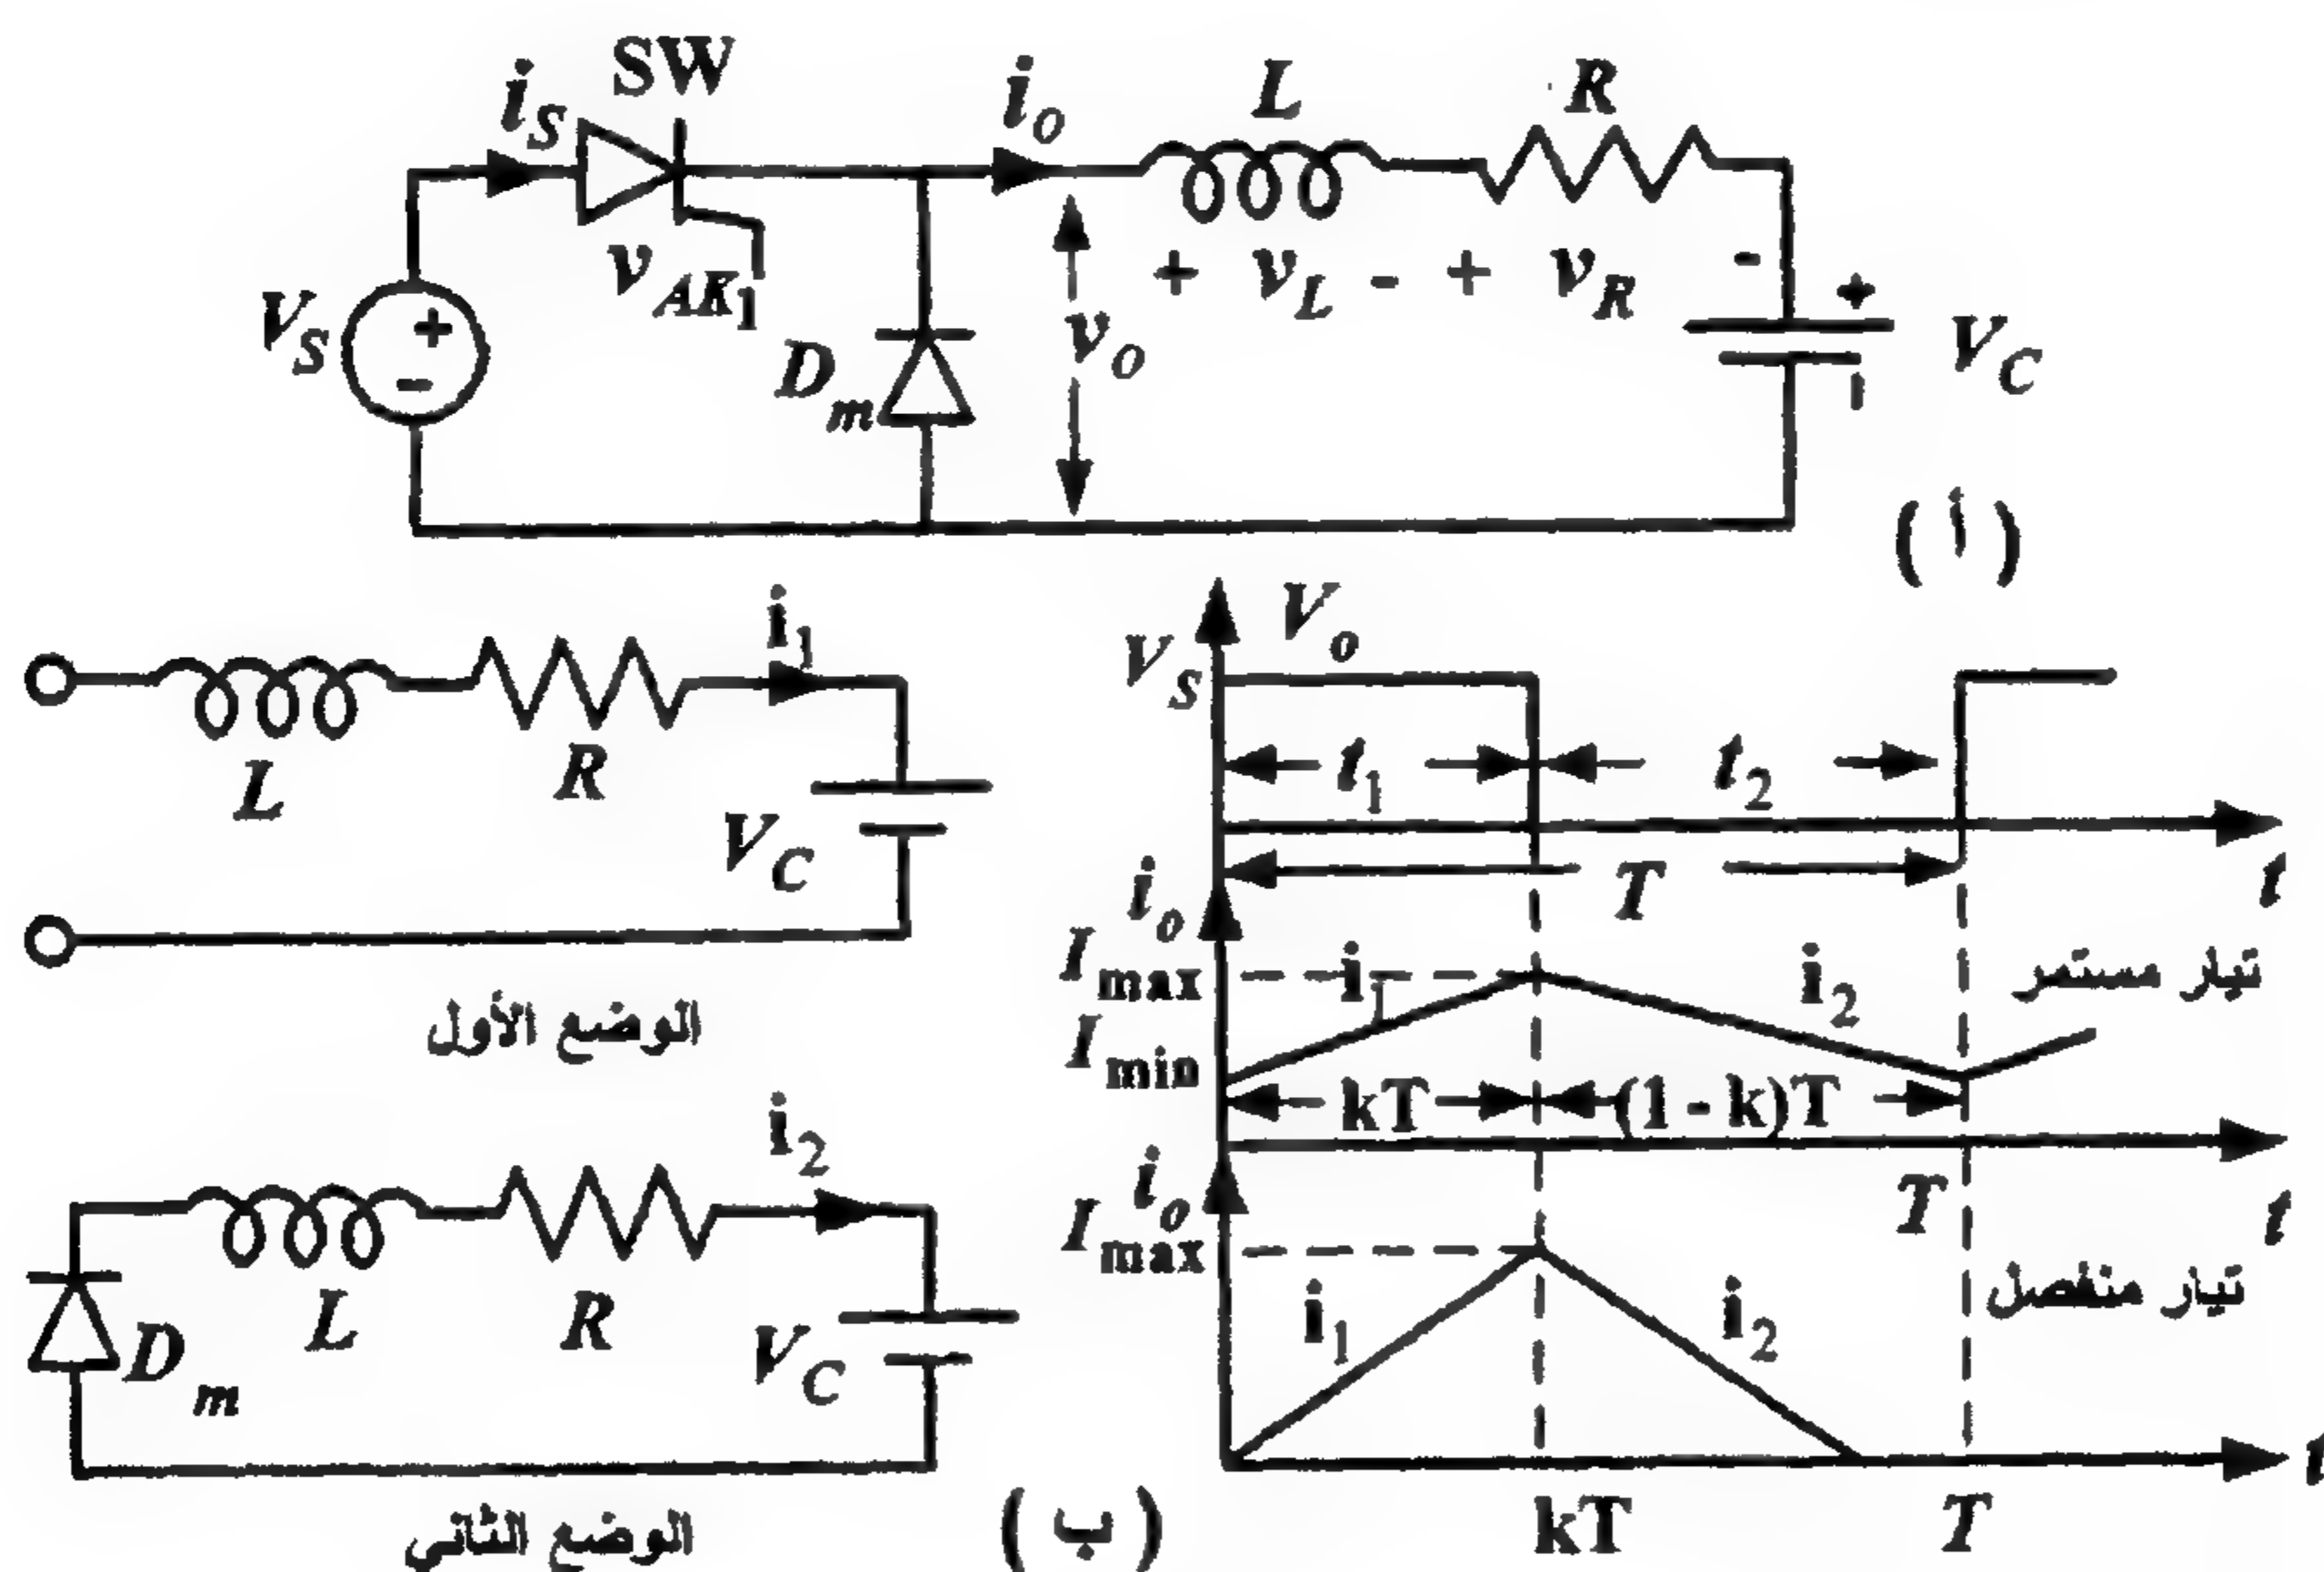 SW
i_S
i_o
L
R
v_AK1
+ v_L - + v_R -
V_S
+
-
D_m
v_o
+
V_C
(أ)
i_1
L
R
V_C
الوضع الأول
i_2
D_m
L
R
V_C
الوضع الثاني
(ب)
V_o
V_S
t_1
t_2
T
t
i_o
I_max
i_1
i_2
تيار مستمر
I_min
kT
(1 - k)T
T
t
i_o
I_max
i_1
i_2
تيار منفصل
kT
T
t